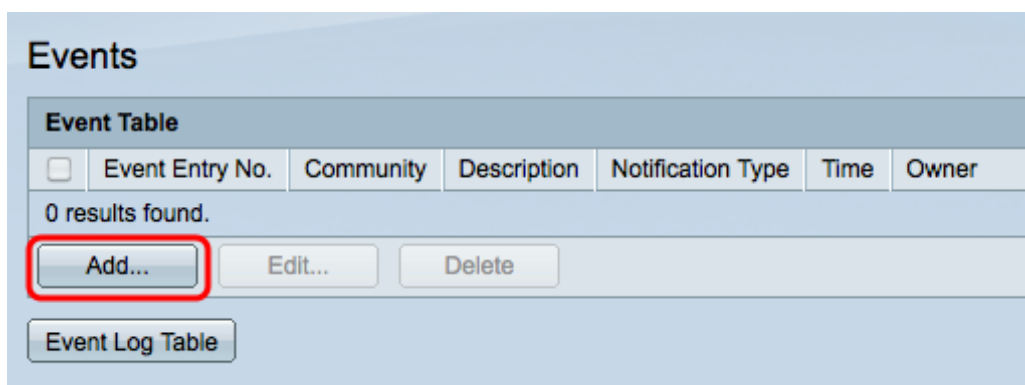 Events
Event Table
Event Entry No. Community Description Notification Type Time Owner
0 results found.
Add... Edit... Delete
Event Log Table